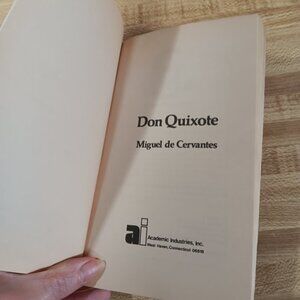 Don Quixote
Miguel de Cervantes
ai
Academic Industries, Inc.
West Haven, Connecticut 06516